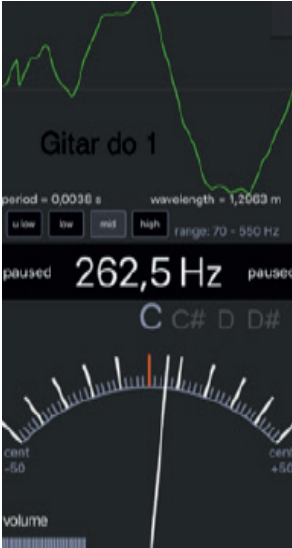 Gitar do 1
period = 0,0038 s wavelength = 1,2063 m
u low low mid high range: 70 - 550 Hz
paused 262,5 Hz paused
C C# D D#
cent cent
-50 +50
volume